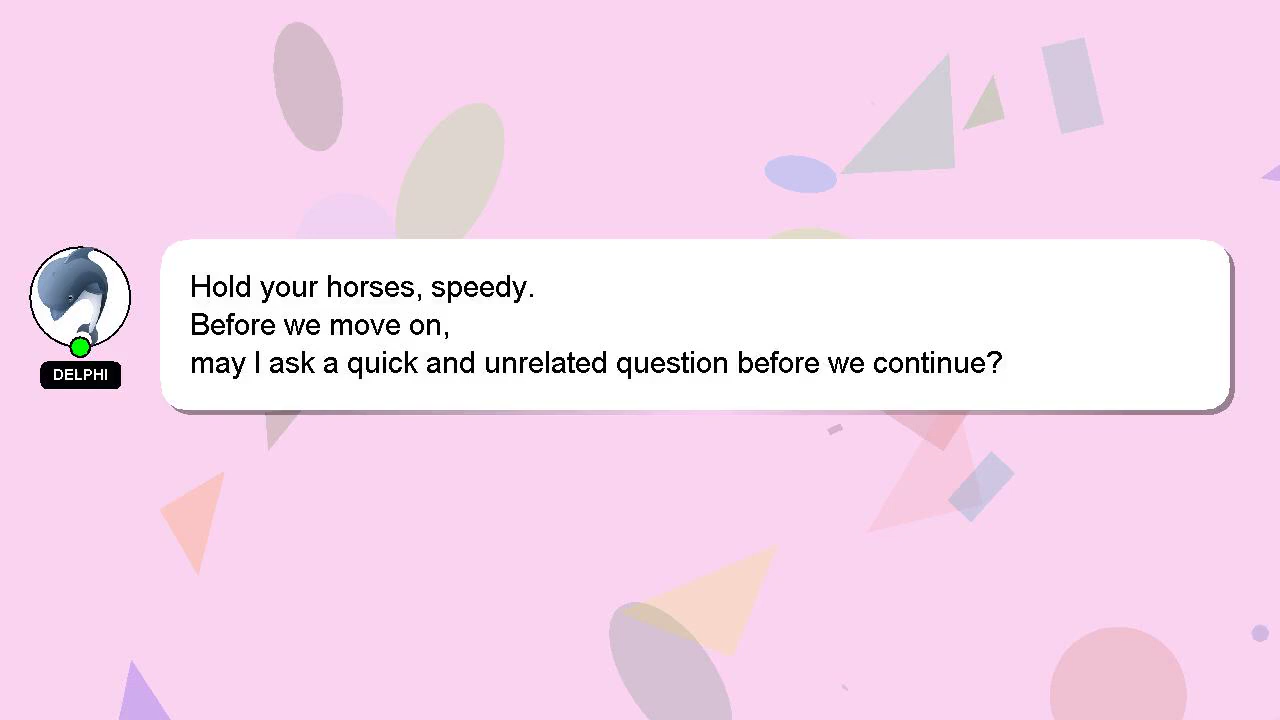 Hold your horses, speedy.
Before we move on,
may I ask a quick and unrelated question before we continue?
DELPHI